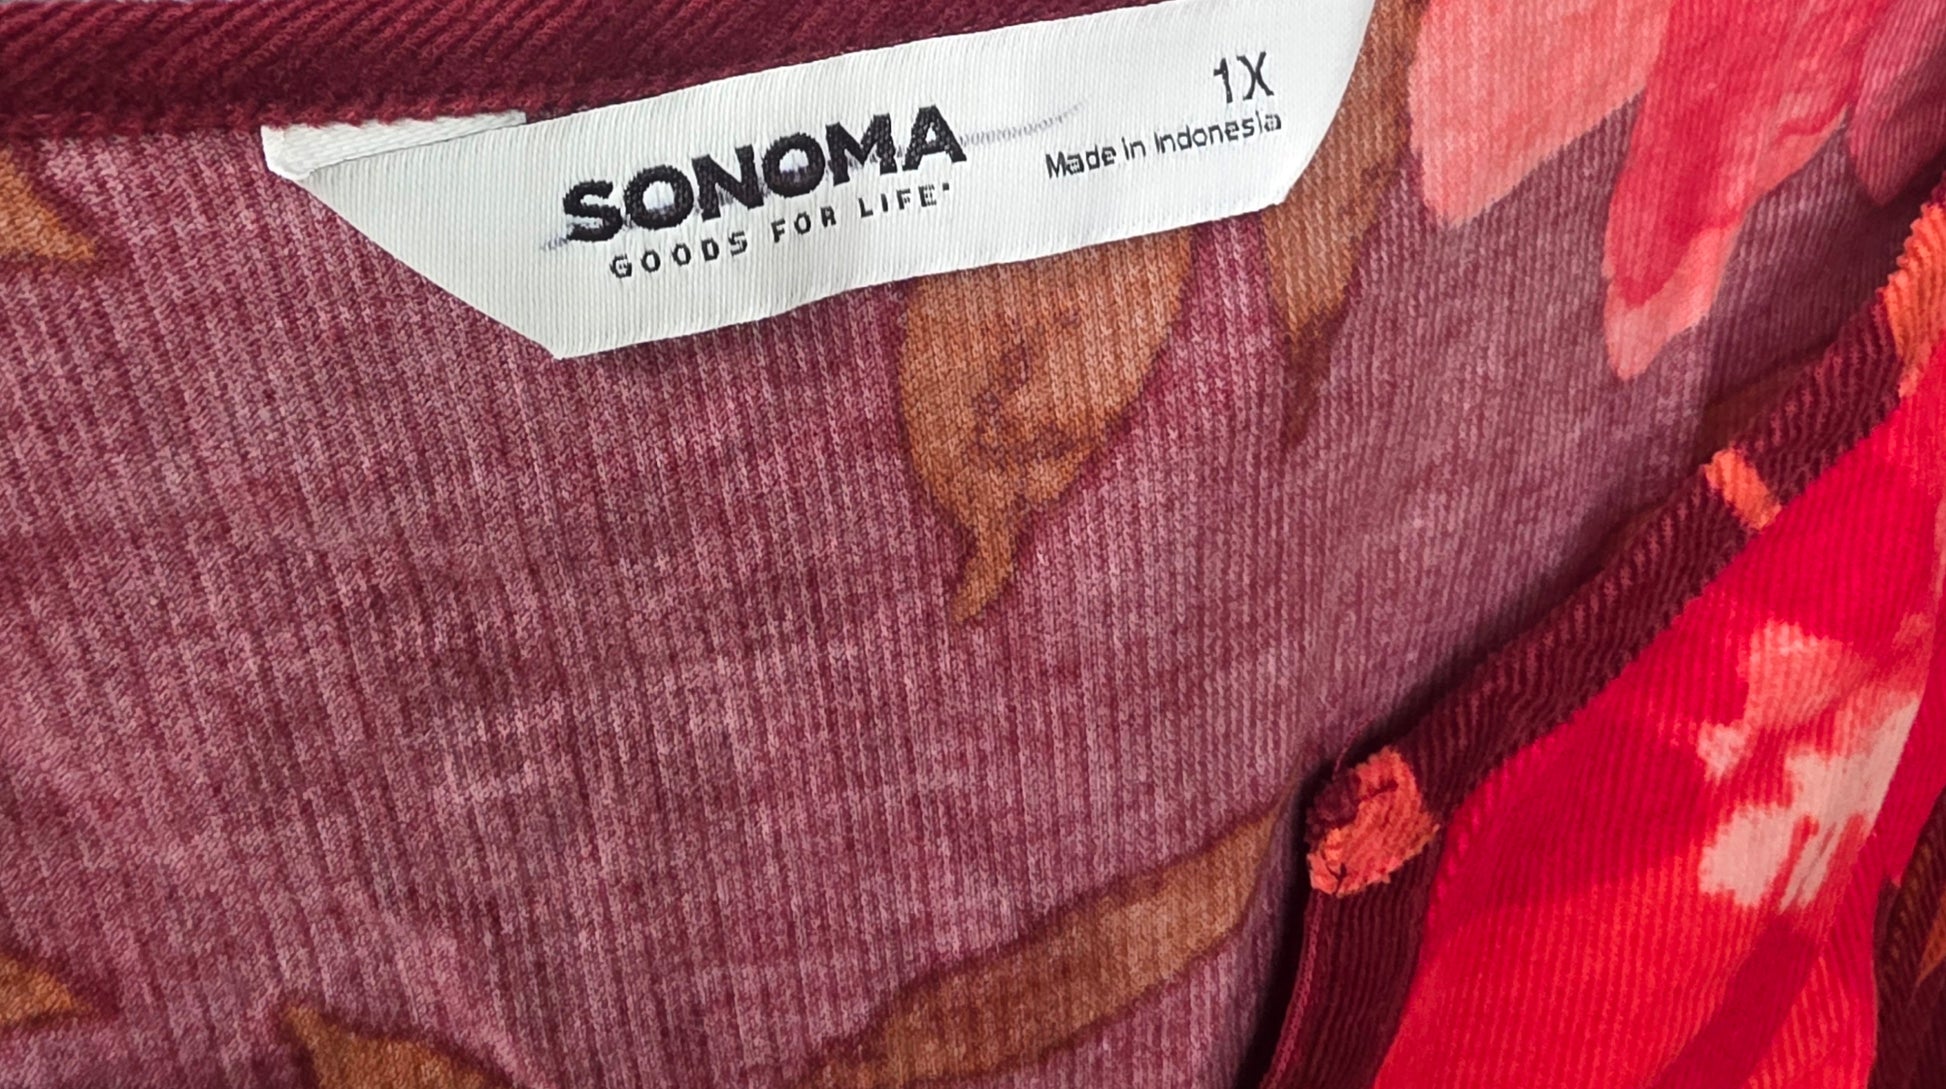 SONOMA
GOODS FOR LIFE
1X
Made in Indonesia